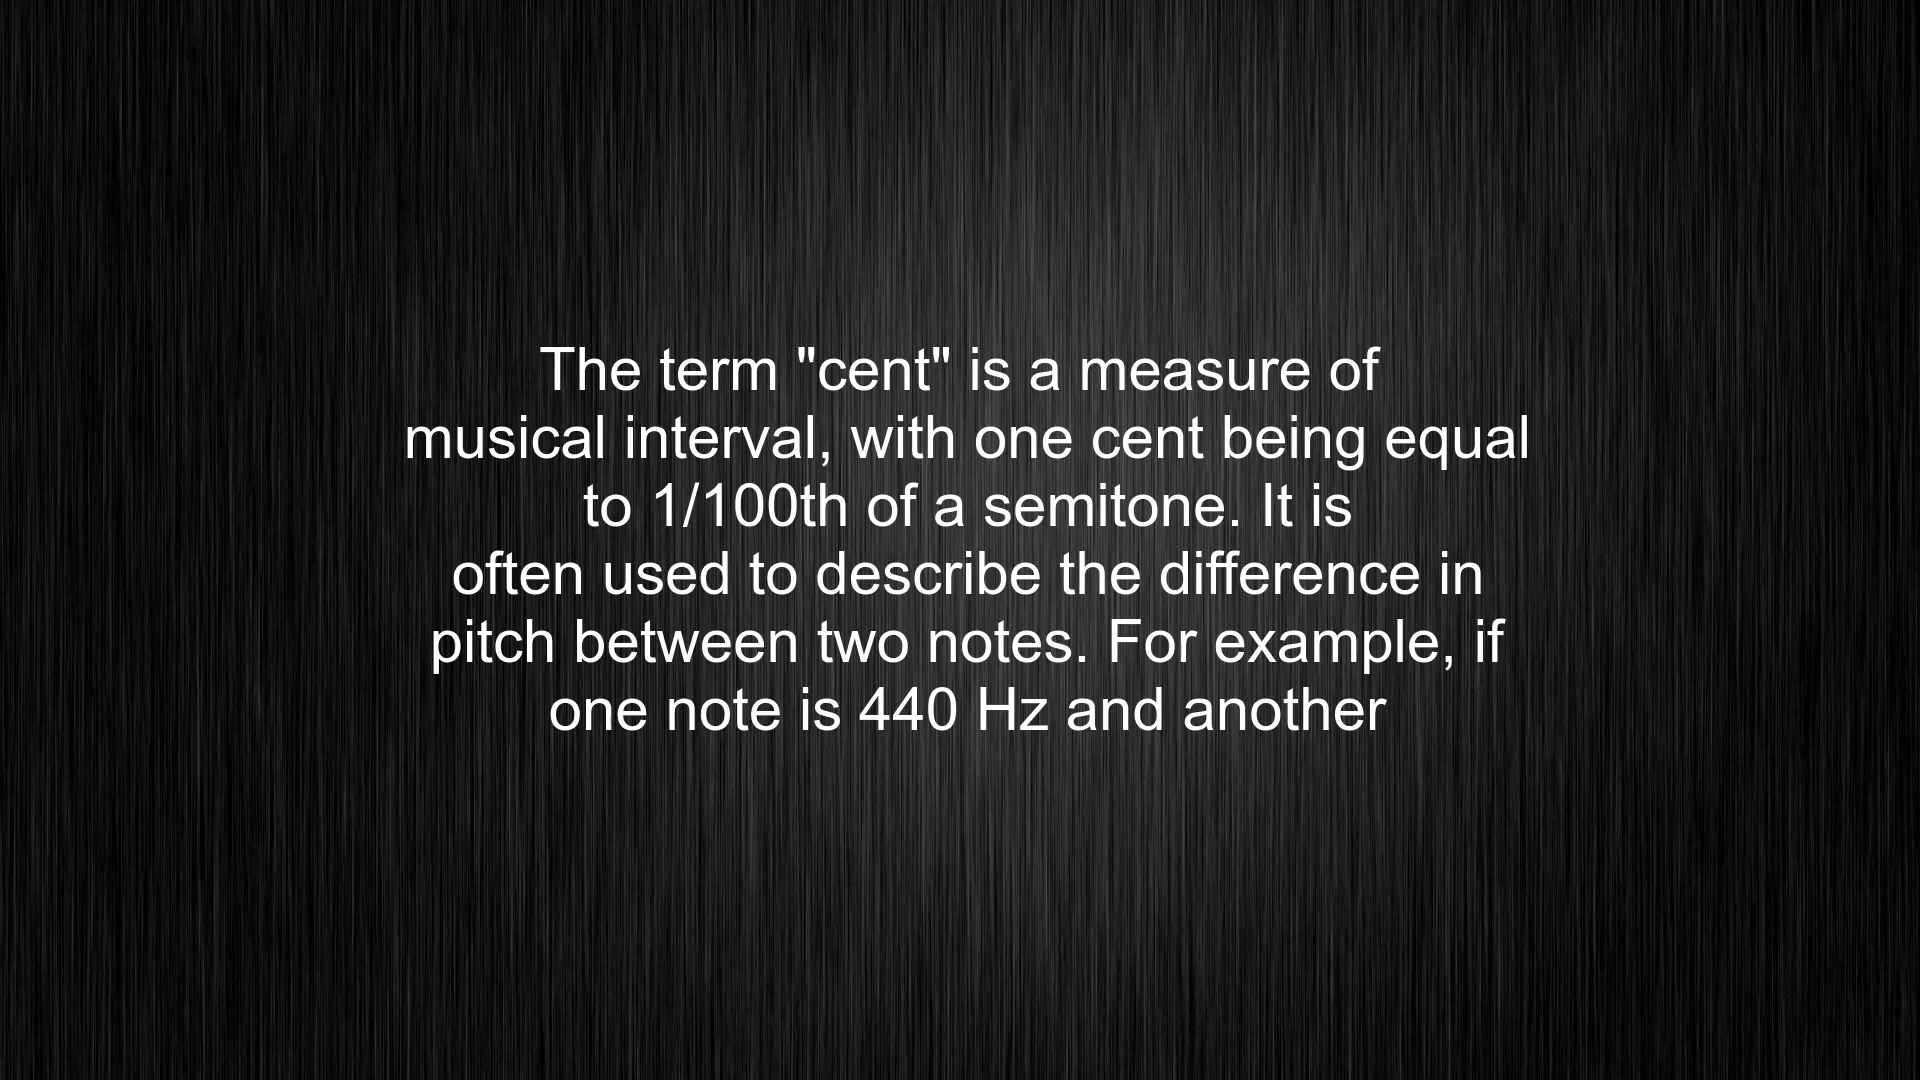 The term "cent" is a measure of
musical interval, with one cent being equal
to 1/100th of a semitone. It is
often used to describe the difference in
pitch between two notes. For example, if
one note is 440 Hz and another